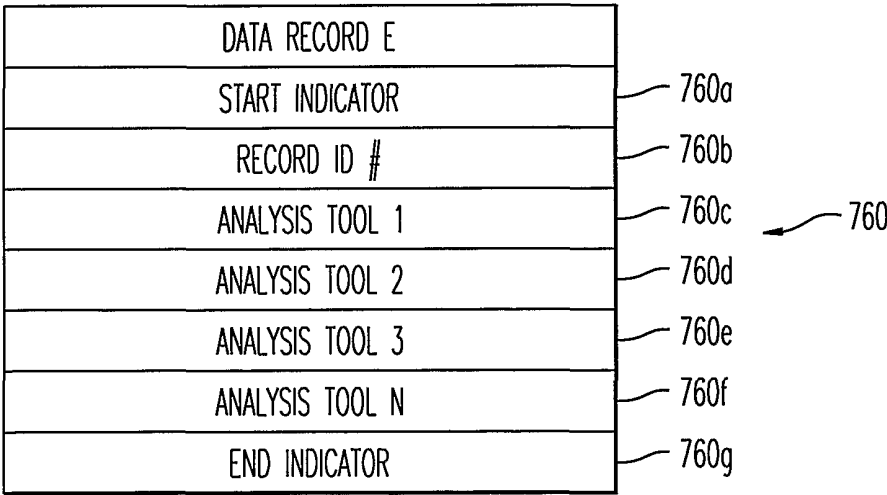 DATA RECORD E
START INDICATOR 760a
RECORD ID # 760b
ANALYSIS TOOL 1 760c
760
ANALYSIS TOOL 2 760d
ANALYSIS TOOL 3 760e
ANALYSIS TOOL N 760f
END INDICATOR 760g